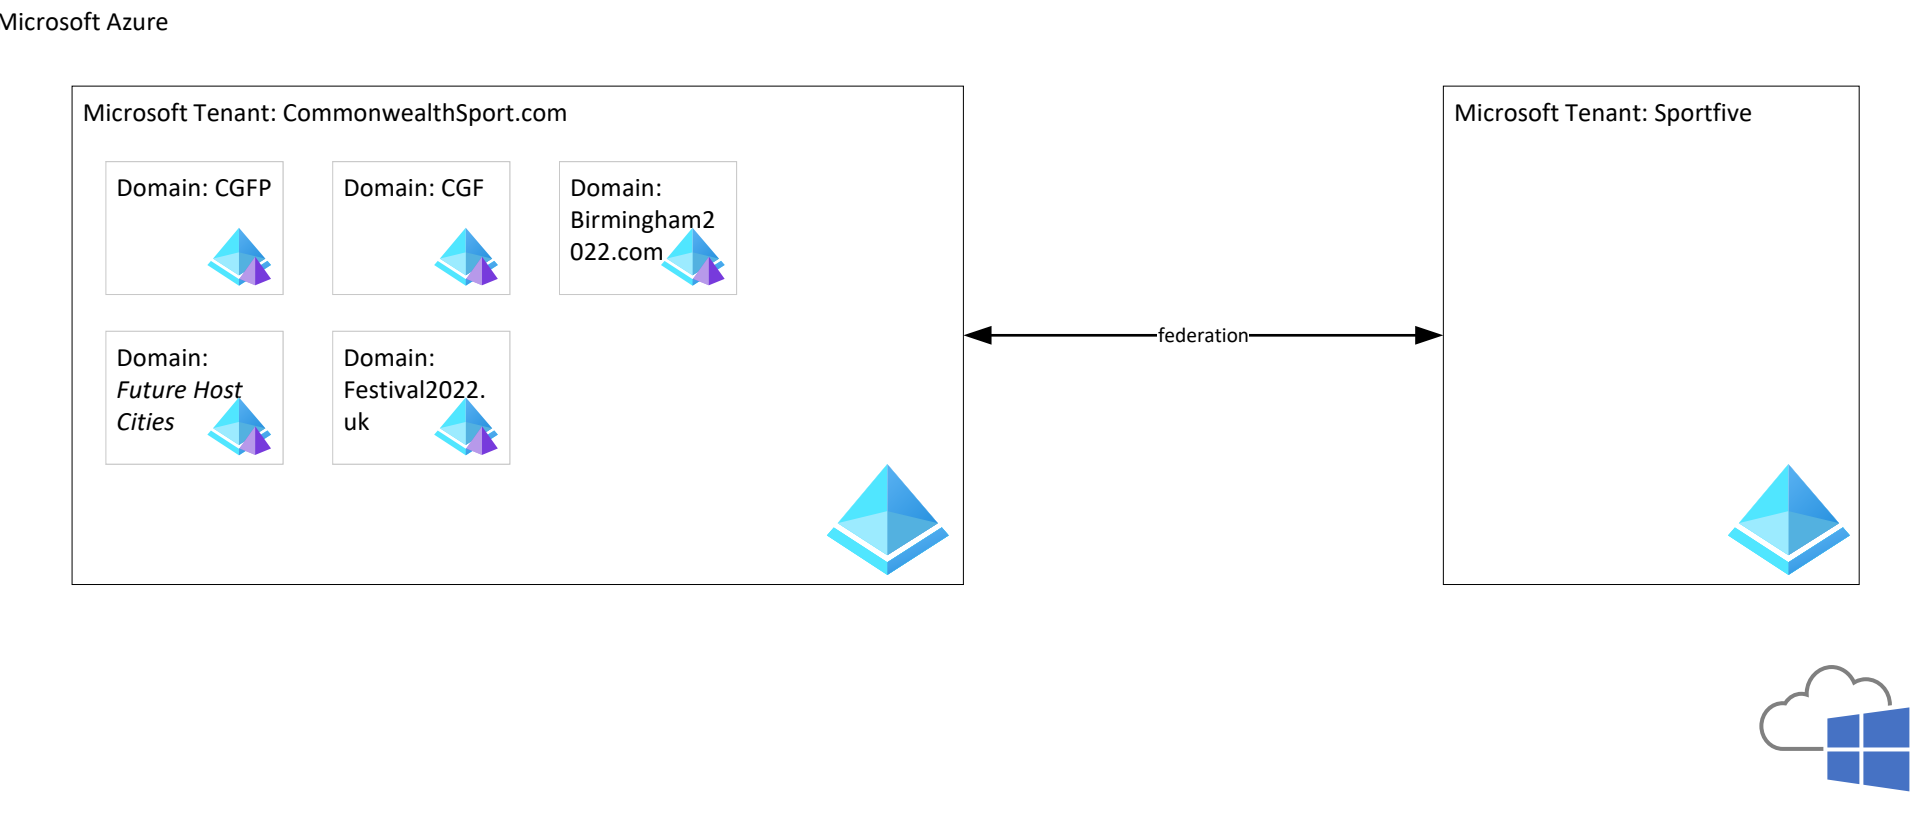 Microsoft Azure
Microsoft Tenant: CommonwealthSport.com
Domain: CGFP
Domain: CGF
Domain:
Birmingham2
022.com
Domain:
Future Host
Cities
Domain:
Festival2022.
uk
federation
Microsoft Tenant: Sportfive